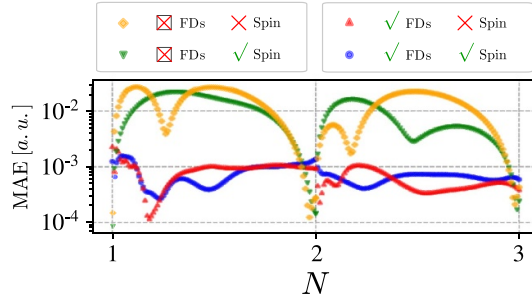 ☒ FDs × Spin
☒ FDs √ Spin
√ FDs × Spin
☒ FDs √ Spin
MAE [a. u.]
10⁻²
10⁻³
10⁻⁴
1 2 3
N